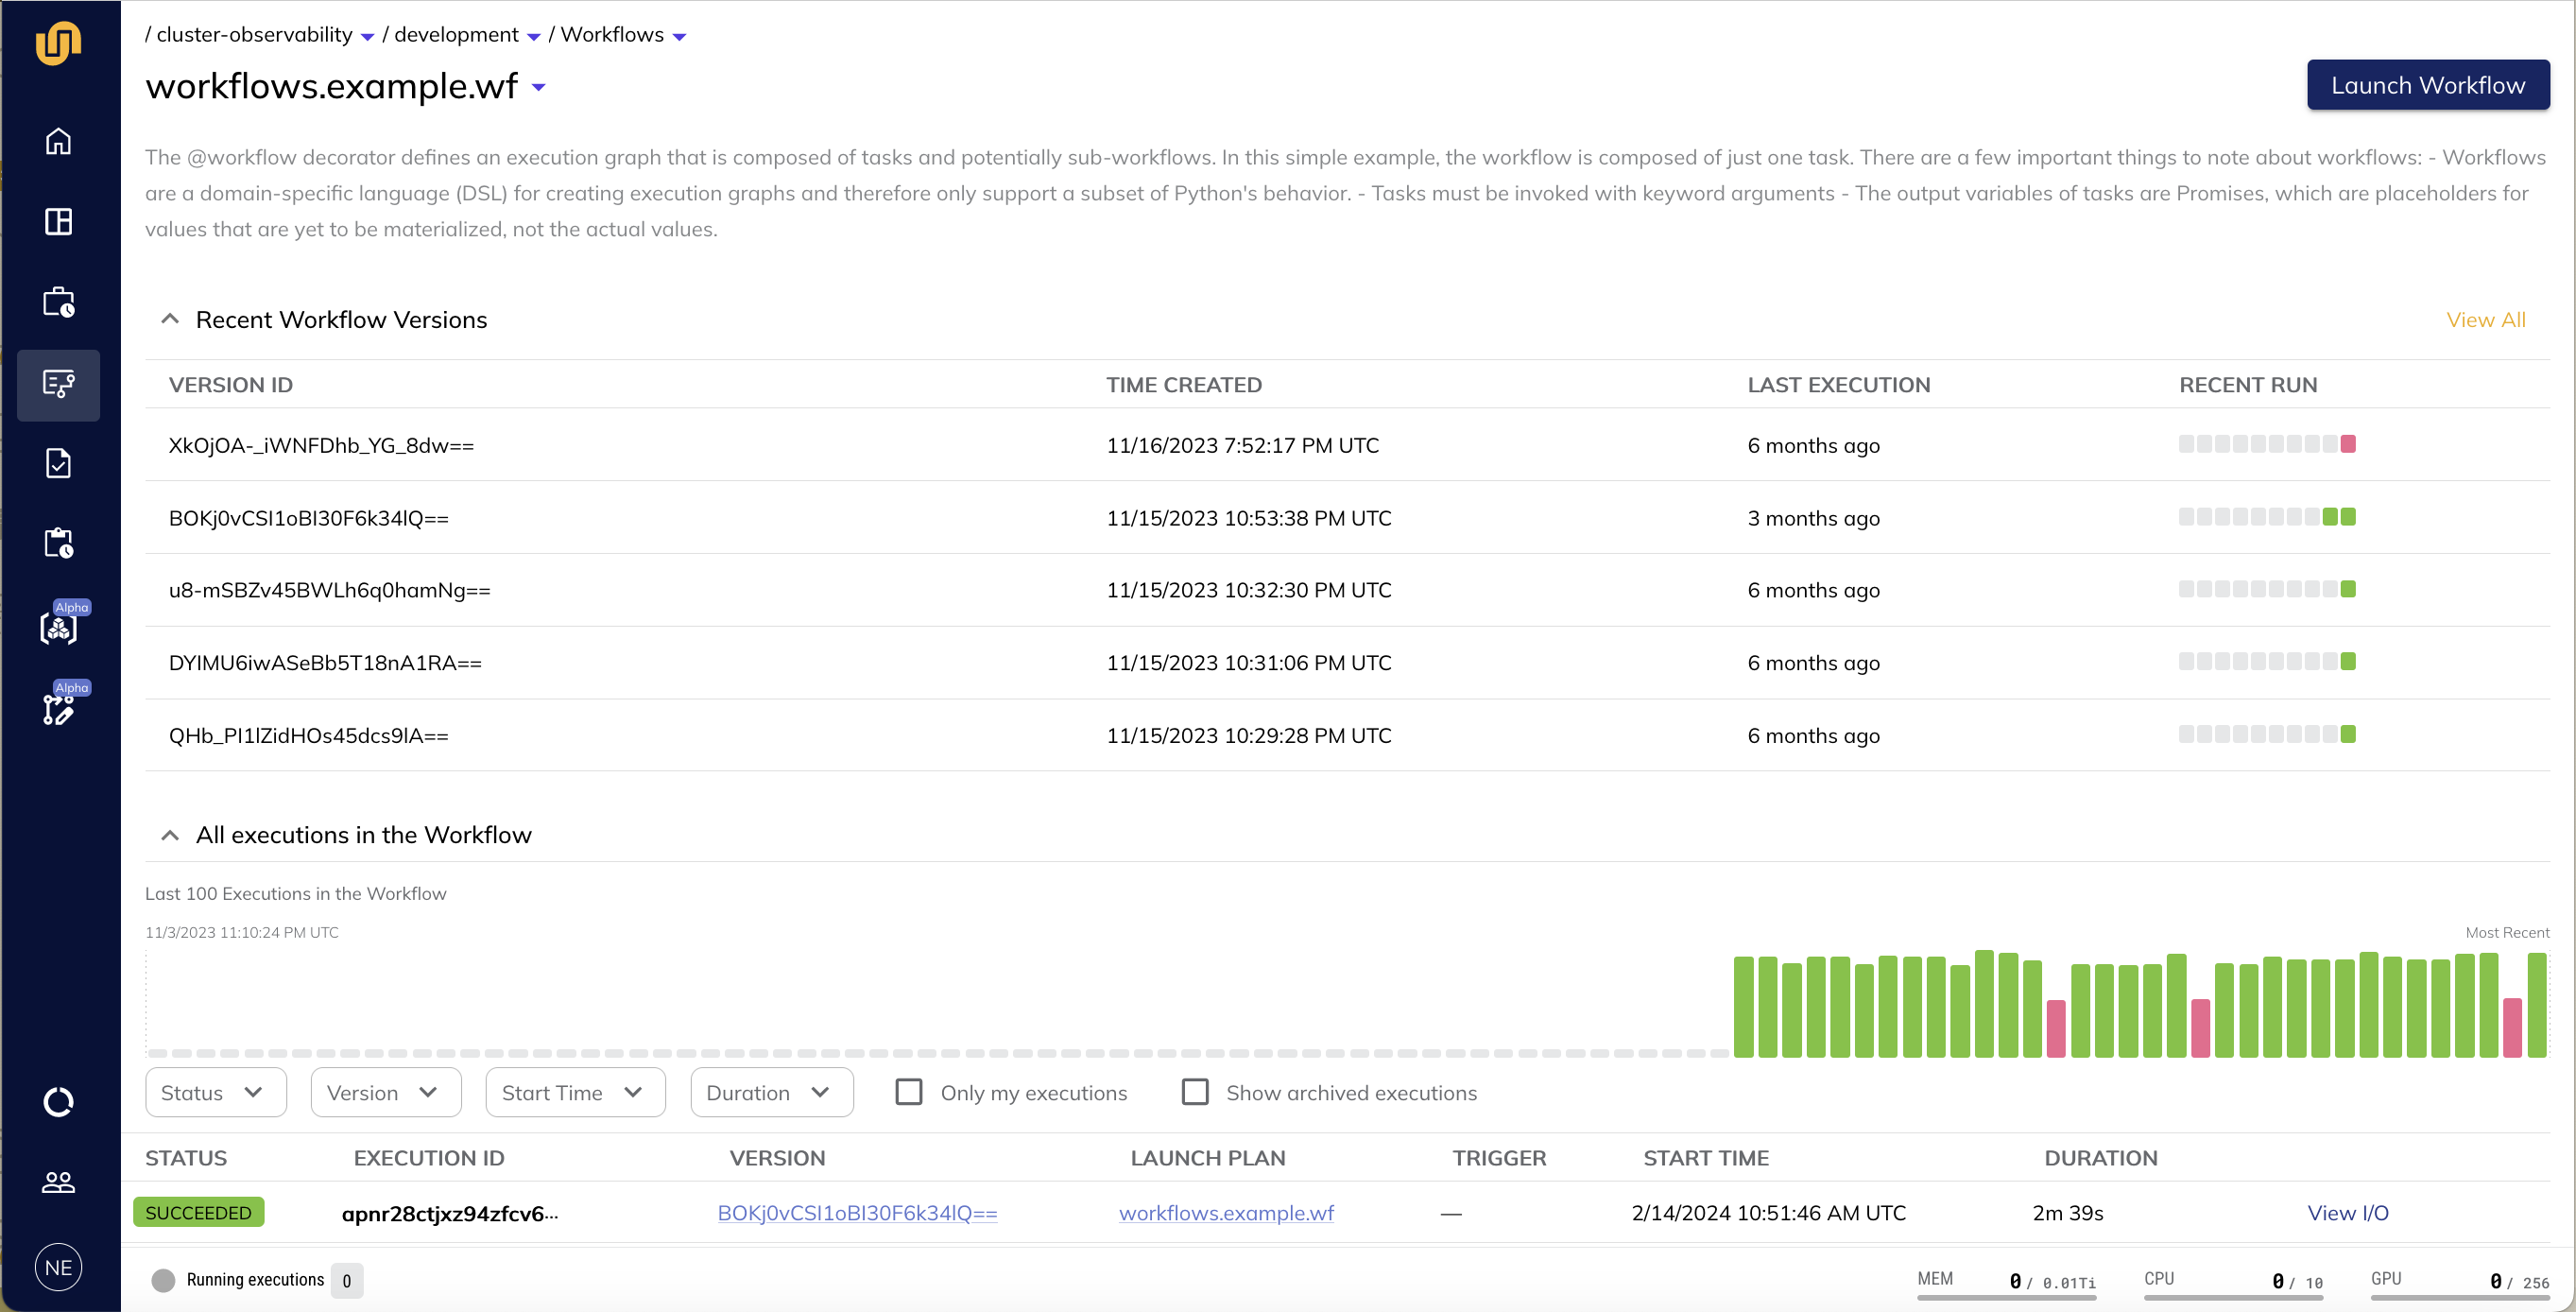 / cluster-observability / development / Workflows
workflows.example.wf
Launch Workflow
The @workflow decorator defines an execution graph that is composed of tasks and potentially sub-workflows. In this simple example, the workflow is composed of just one task. There are a few important things to note about workflows: - Workflows
are a domain-specific language (DSL) for creating execution graphs and therefore only support a subset of Python's behavior. - Tasks must be invoked with keyword arguments - The output variables of tasks are Promises, which are placeholders for
values that are yet to be materialized, not the actual values.
Recent Workflow Versions View All
VERSION ID TIME CREATED LAST EXECUTION RECENT RUN
XkOjOA-_iWNFDhb_YG_8dw== 11/16/2023 7:52:17 PM UTC 6 months ago
BOKj0vCSI1oBI30F6k34lQ== 11/15/2023 10:53:38 PM UTC 3 months ago
u8-mSBZv45BWLh6q0hamNg== 11/15/2023 10:32:30 PM UTC 6 months ago
DYIMU6iwASeBb5T18nA1RA== 11/15/2023 10:31:06 PM UTC 6 months ago
QHb_PI1lZidHOs45dcs9lA== 11/15/2023 10:29:28 PM UTC 6 months ago
Alpha
Alpha
All executions in the Workflow
Last 100 Executions in the Workflow
11/3/2023 11:10:24 PM UTC Most Recent
Status Version Start Time Duration Only my executions Show archived executions
STATUS EXECUTION ID VERSION LAUNCH PLAN TRIGGER START TIME DURATION
SUCCEEDED apnr28ctjxz94zfcv6... BOKj0vCSI1oBI30F6k34lQ== workflows.example.wf — 2/14/2024 10:51:46 AM UTC 2m 39s View I/O
NE
Running executions 0 MEM 0 / 0.01Ti CPU 0 / 10 GPU 0 / 256